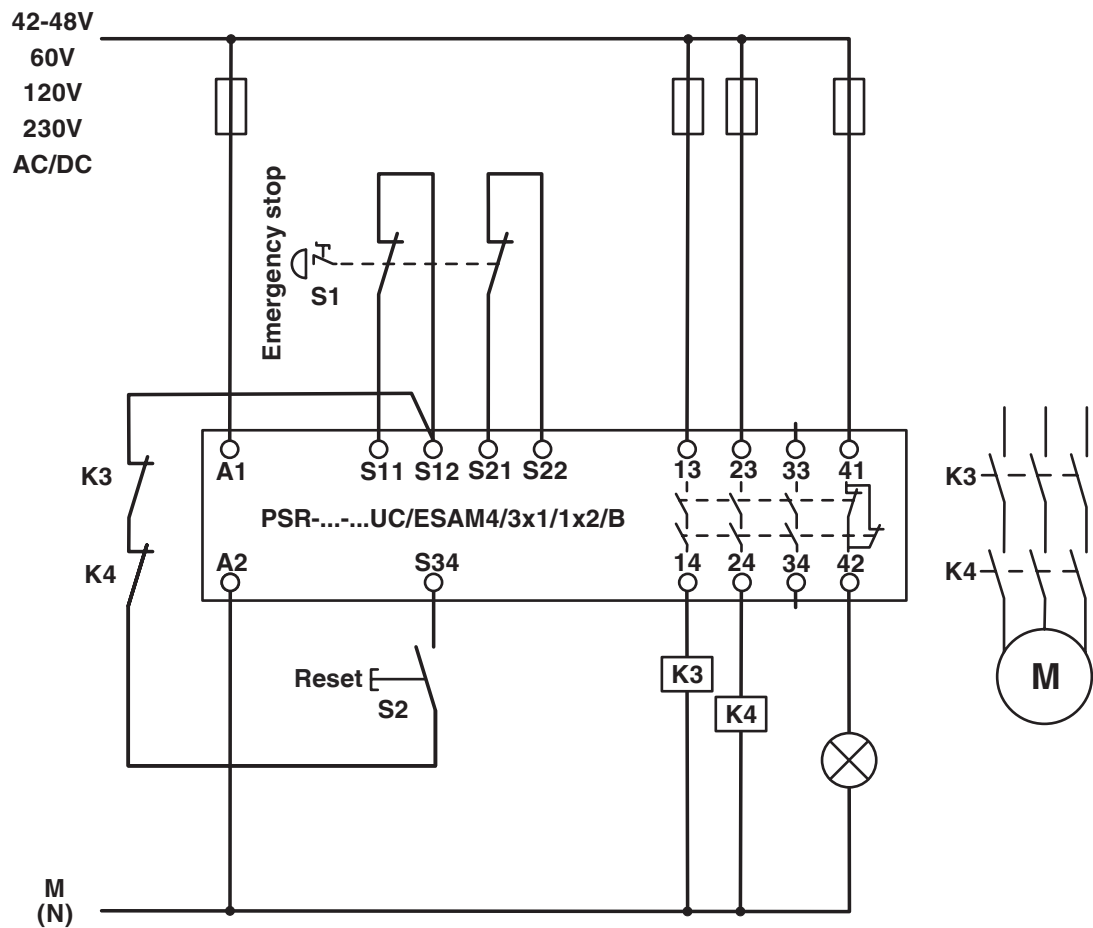 42-48V
60V
120V
230V
AC/DC
Emergency stop
S1
K3
K4
A1
S11
S12
S21
S22
13
23
33
41
PSR-...-...UC/ESAM4/3x1/1x2/B
A2
S34
14
24
34
42
K3
K4
Reset
S2
K3
K4
M
M
(N)